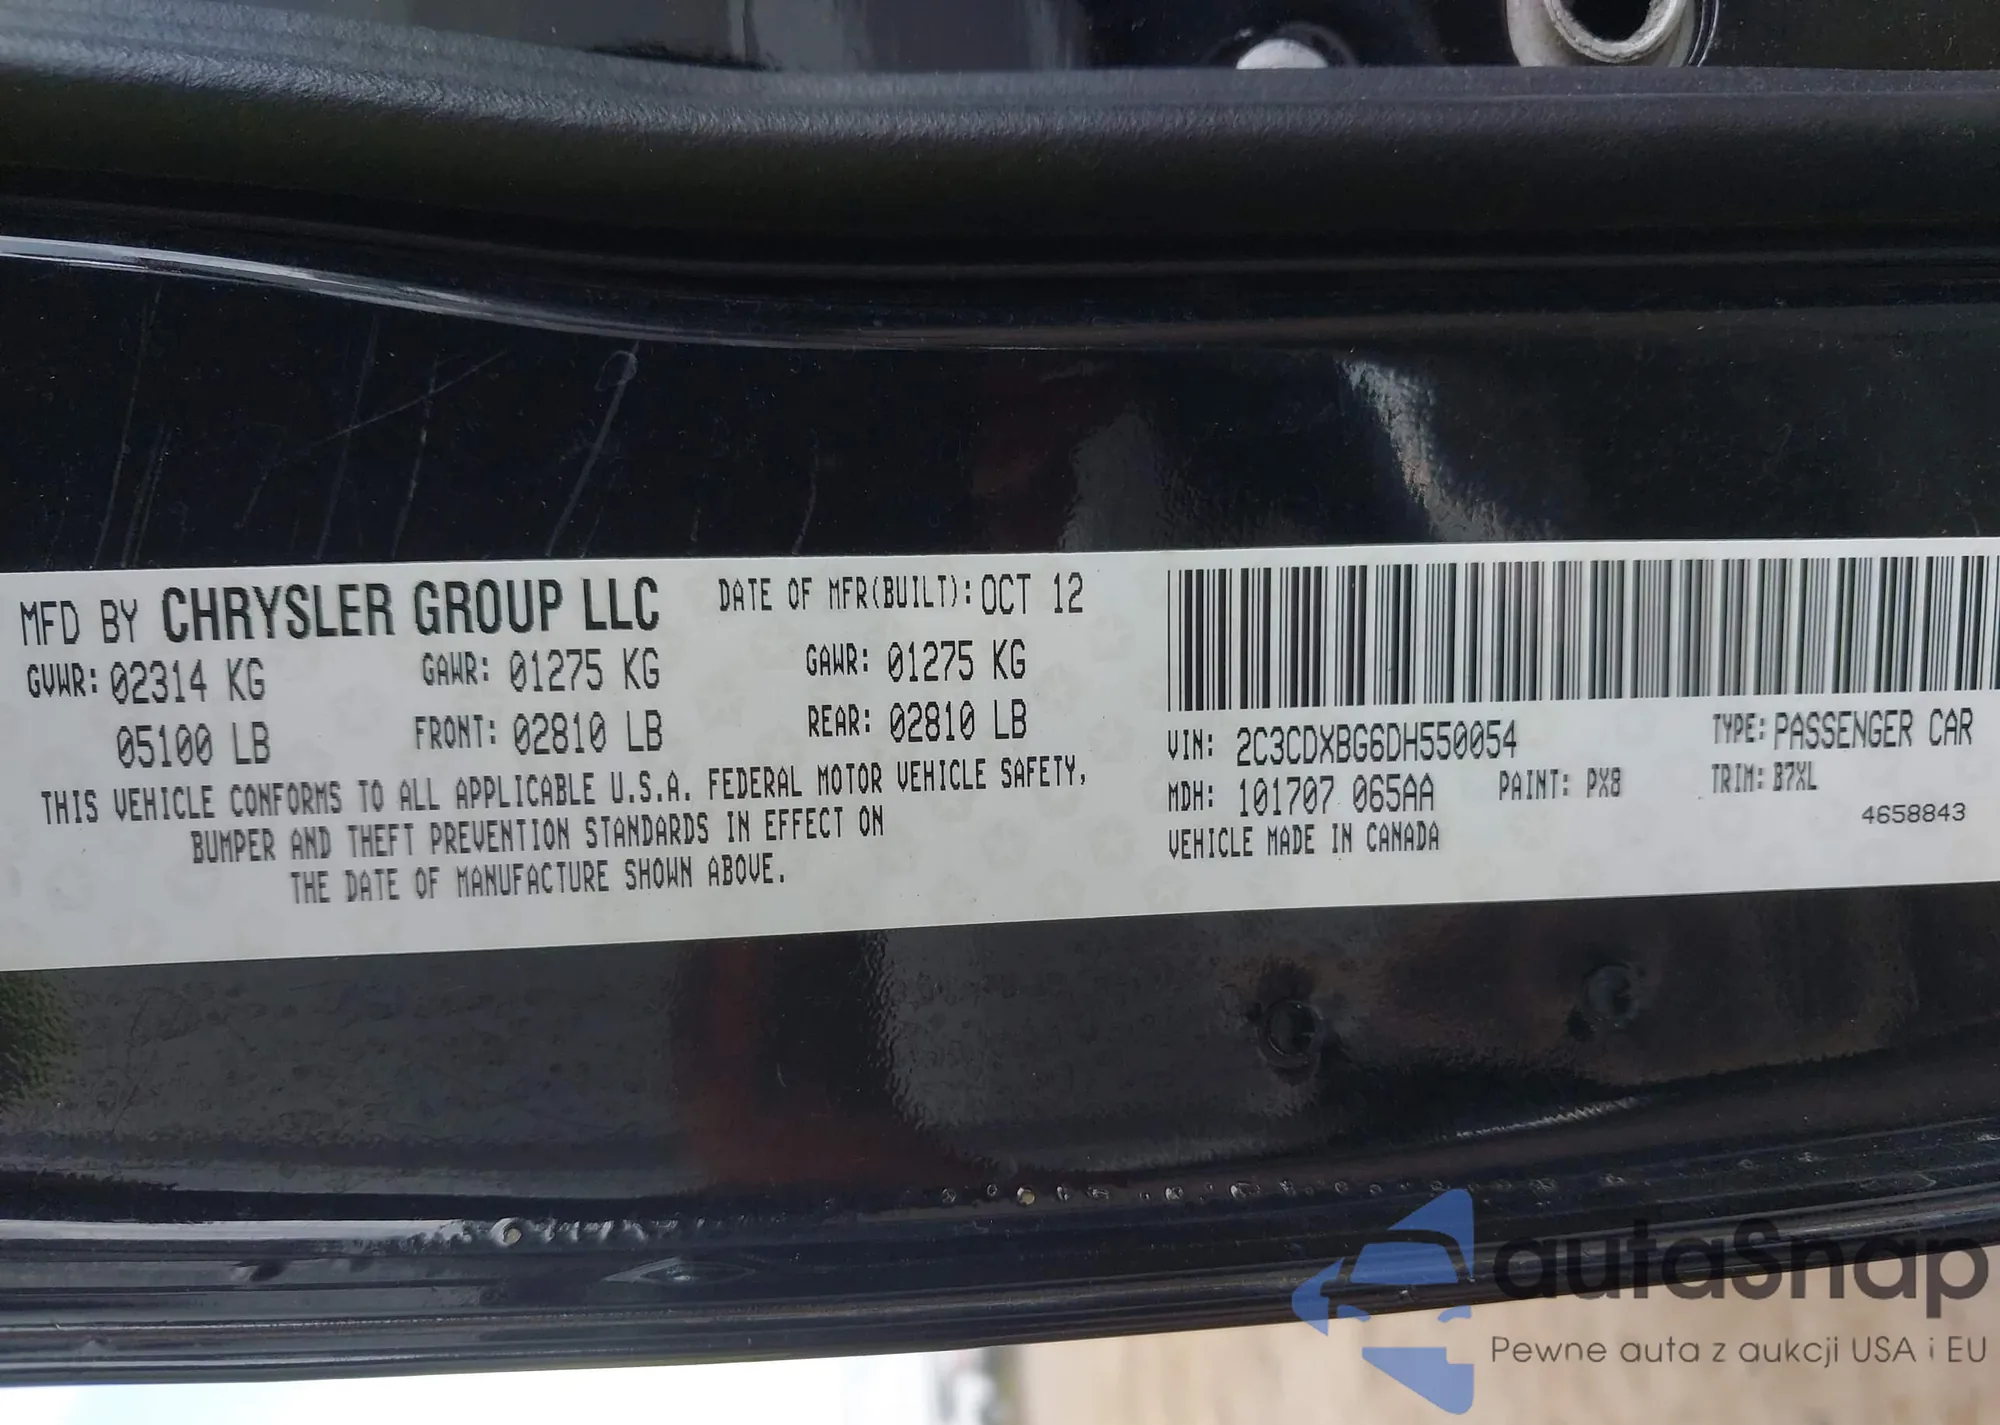 MFD BY CHRYSLER GROUP LLC DATE OF MFR(BUILT): OCT 12
GVWR: 02314 KG GAWR: 01275 KG GAWR: 01275 KG
05100 LB FRONT: 02810 LB REAR: 02810 LB
THIS VEHICLE CONFORMS TO ALL APPLICABLE U.S.A. FEDERAL MOTOR VEHICLE SAFETY,
BUMPER AND THEFT PREVENTION STANDARDS IN EFFECT ON
THE DATE OF MANUFACTURE SHOWN ABOVE.
VIN: 2C3CDXBG6DH550054 TYPE: PASSENGER CAR
MDH: 101707 065AA PAINT: PX8 TRIM: B7XL
VEHICLE MADE IN CANADA 4658843
autaSnap
Pewne auta z aukcji USA i EU